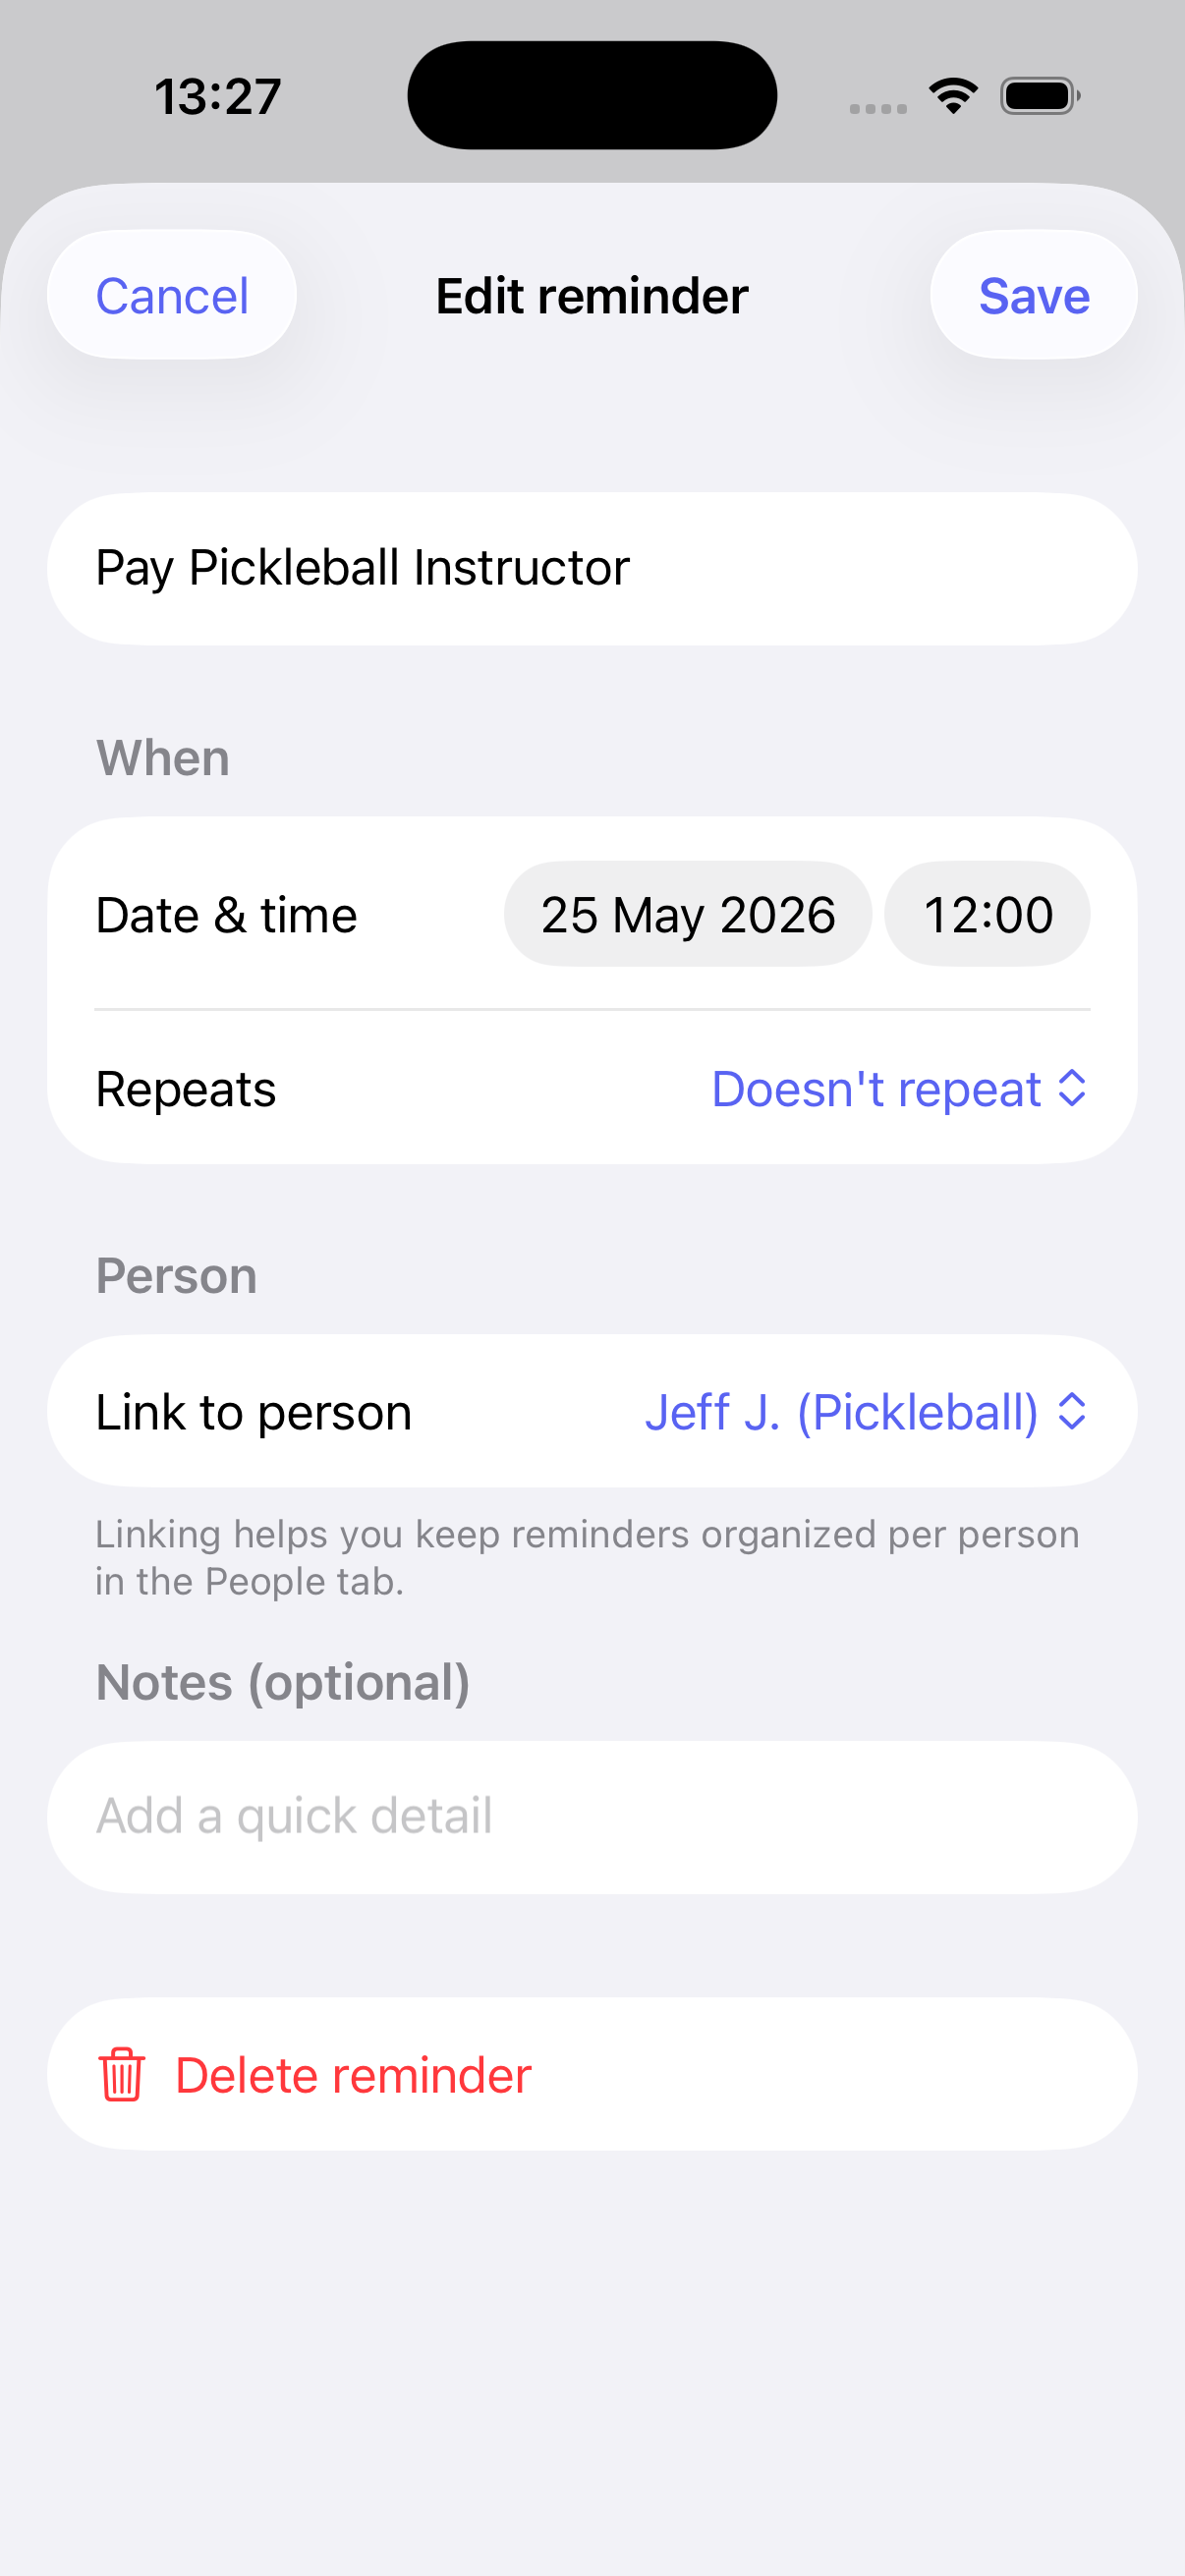 13:27
Cancel
Edit reminder
Save
Pay Pickleball Instructor
When
Date & time
25 May 2026
12:00
Repeats
Doesn't repeat
Person
Link to person
Jeff J. (Pickleball)
Linking helps you keep reminders organized per person
in the People tab.
Notes (optional)
Add a quick detail
Delete reminder